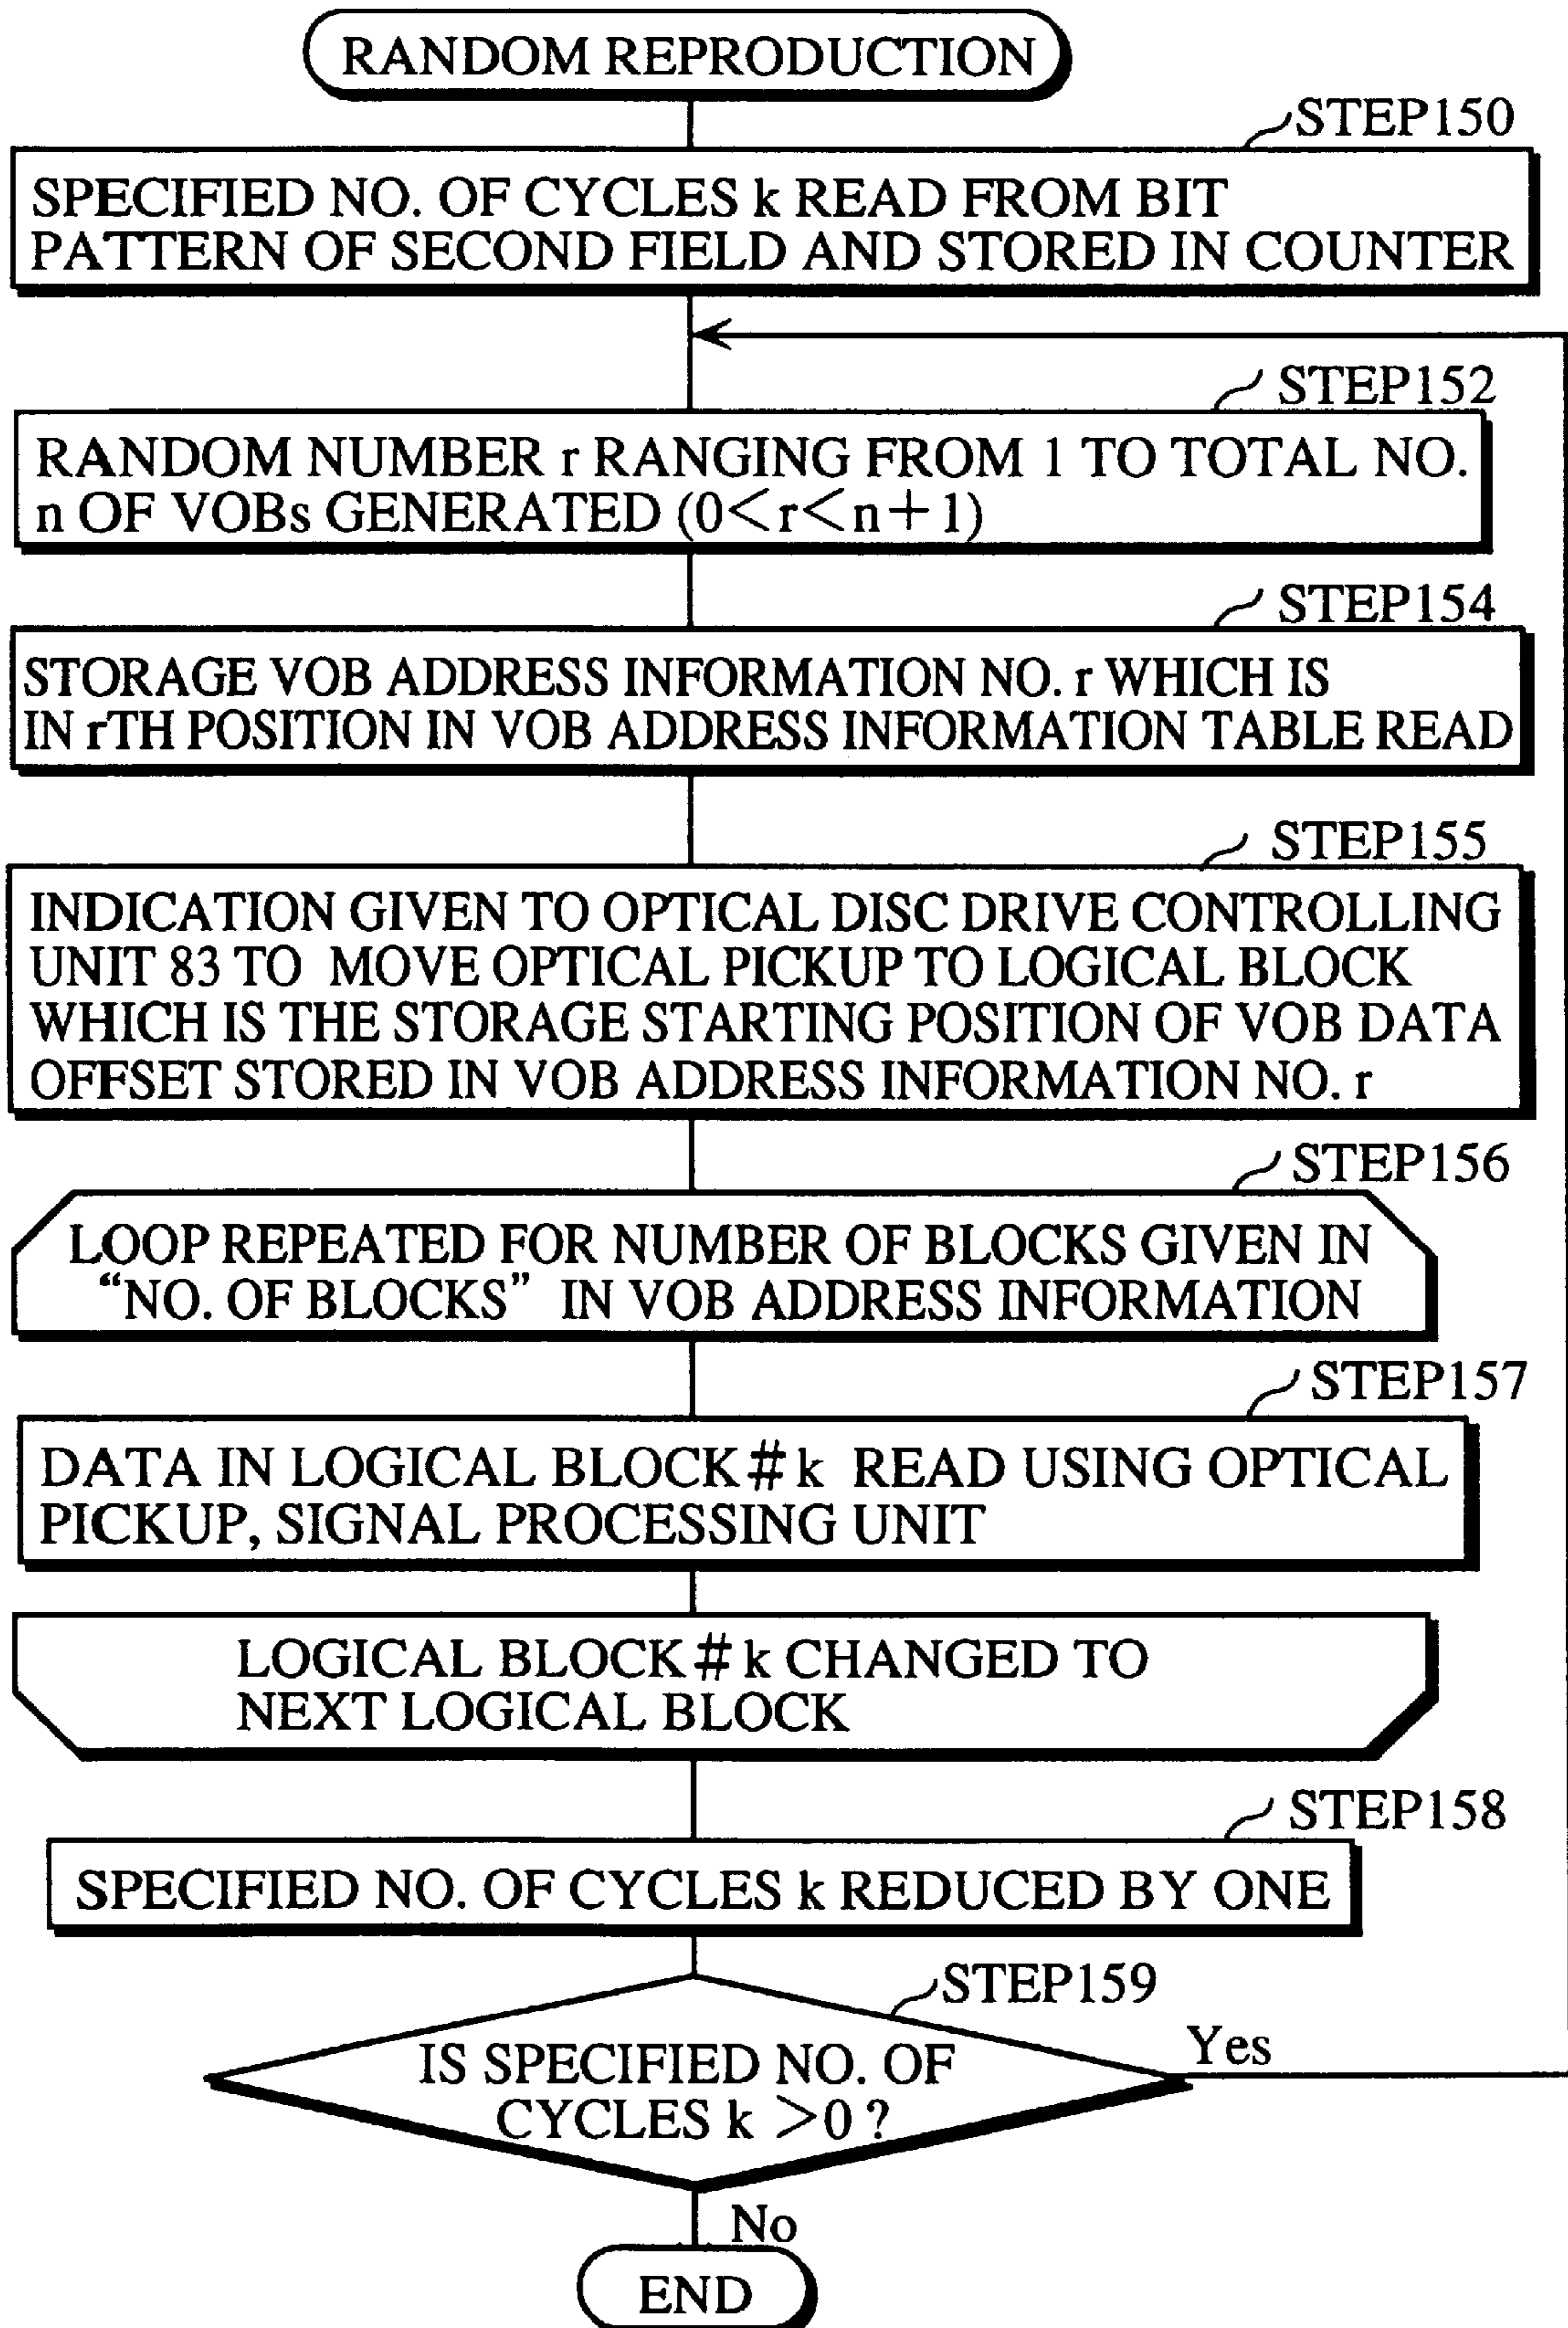 RANDOM REPRODUCTION
STEP150
SPECIFIED NO. OF CYCLES k READ FROM BIT
PATTERN OF SECOND FIELD AND STORED IN COUNTER
STEP152
RANDOM NUMBER r RANGING FROM 1 TO TOTAL NO.
n OF VOBs GENERATED (0<r<n+1)
STEP154
STORAGE VOB ADDRESS INFORMATION NO. r WHICH IS
IN rTH POSITION IN VOB ADDRESS INFORMATION TABLE READ
STEP155
INDICATION GIVEN TO OPTICAL DISC DRIVE CONTROLLING
UNIT 83 TO MOVE OPTICAL PICKUP TO LOGICAL BLOCK
WHICH IS THE STORAGE STARTING POSITION OF VOB DATA
OFFSET STORED IN VOB ADDRESS INFORMATION NO. r
STEP156
LOOP REPEATED FOR NUMBER OF BLOCKS GIVEN IN
“NO. OF BLOCKS” IN VOB ADDRESS INFORMATION
STEP157
DATA IN LOGICAL BLOCK # k READ USING OPTICAL
PICKUP, SIGNAL PROCESSING UNIT
LOGICAL BLOCK # k CHANGED TO
NEXT LOGICAL BLOCK
STEP158
SPECIFIED NO. OF CYCLES k REDUCED BY ONE
STEP159
IS SPECIFIED NO. OF
CYCLES k >0 ?
Yes
No
END